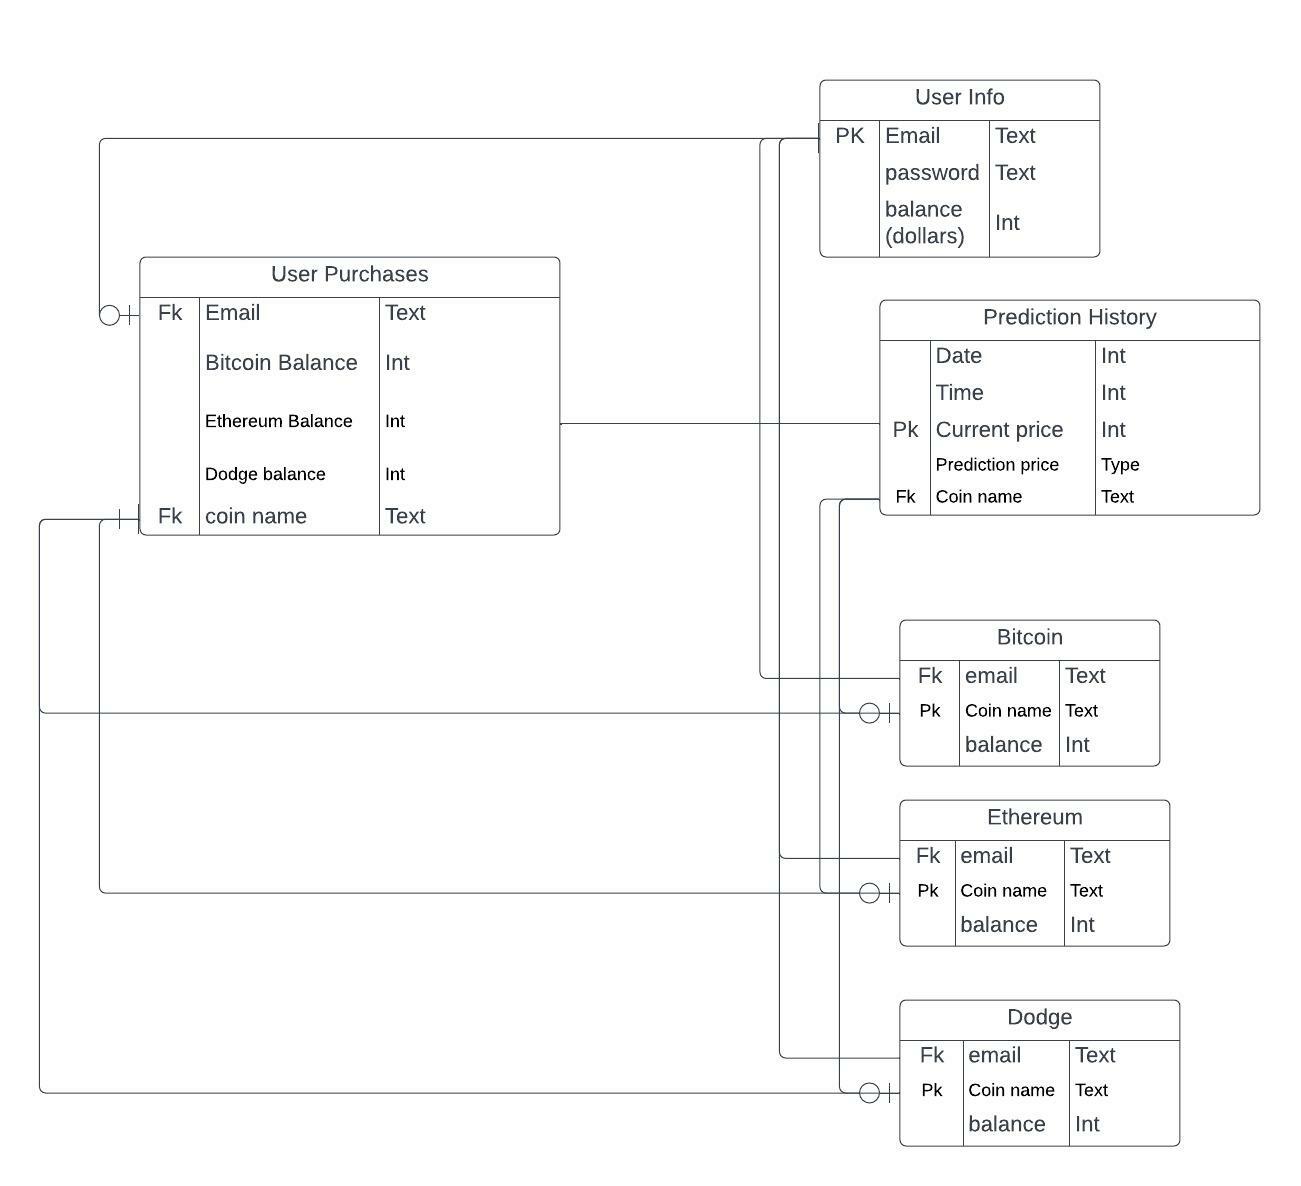 User Info
PK Email Text
password Text
balance
(dollars) Int
User Purchases
Fk Email Text
Bitcoin Balance Int
Ethereum Balance Int
Dodge balance Int
Fk coin name Text
Prediction History
Date Int
Time Int
Pk Current price Int
Prediction price Type
Fk Coin name Text
Bitcoin
Fk email Text
Pk Coin name Text
balance Int
Ethereum
Fk email Text
Pk Coin name Text
balance Int
Dodge
Fk email Text
Pk Coin name Text
balance Int